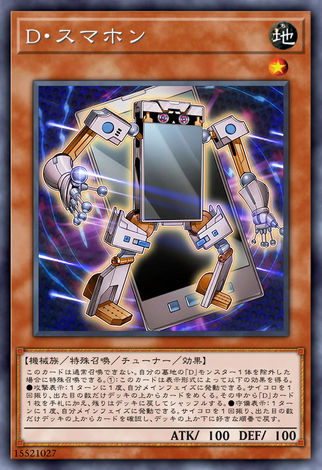 D・スマホン
地
ち
【機械族／特殊召喚／チューナー／効果】
このカードは通常召喚できない。自分の墓地の「D」モンスター１体を除外した
場合に特殊召喚できる。①：このカードは表示形式によって以下の効果を得る。
●攻撃表示：１ターンに１度、自分メインフェイズに発動できる。サイコロを１
回振り、出た目の数だけデッキの上からカードをめくる。その中から「D」カード
１枚を手札に加え、残りはデッキに戻してシャッフルする。●守備表示：１ターン
に１度、自分メインフェイズに発動できる。サイコロを１回振り、出た目の数
だけデッキの上からカードを確認し、デッキの上か下に好きな順番で戻す。
ATK/ 100 DEF/ 100
15521027